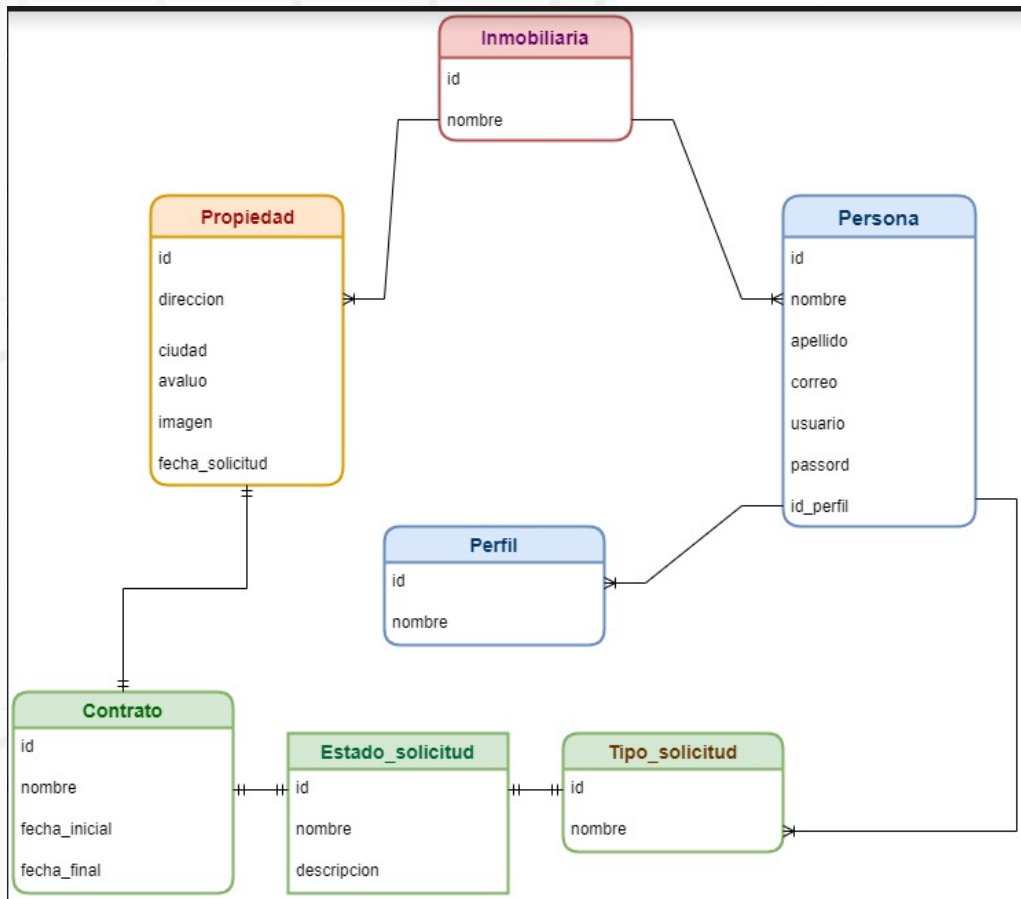 Inmobiliaria
id
nombre
Propiedad
id
direccion
ciudad
avaluo
imagen
fecha_solicitud
Persona
id
nombre
apellido
correo
usuario
passord
id_perfil
Perfil
id
nombre
Contrato
id
nombre
fecha_inicial
fecha_final
Estado_solicitud
id
nombre
descripcion
Tipo_solicitud
id
nombre